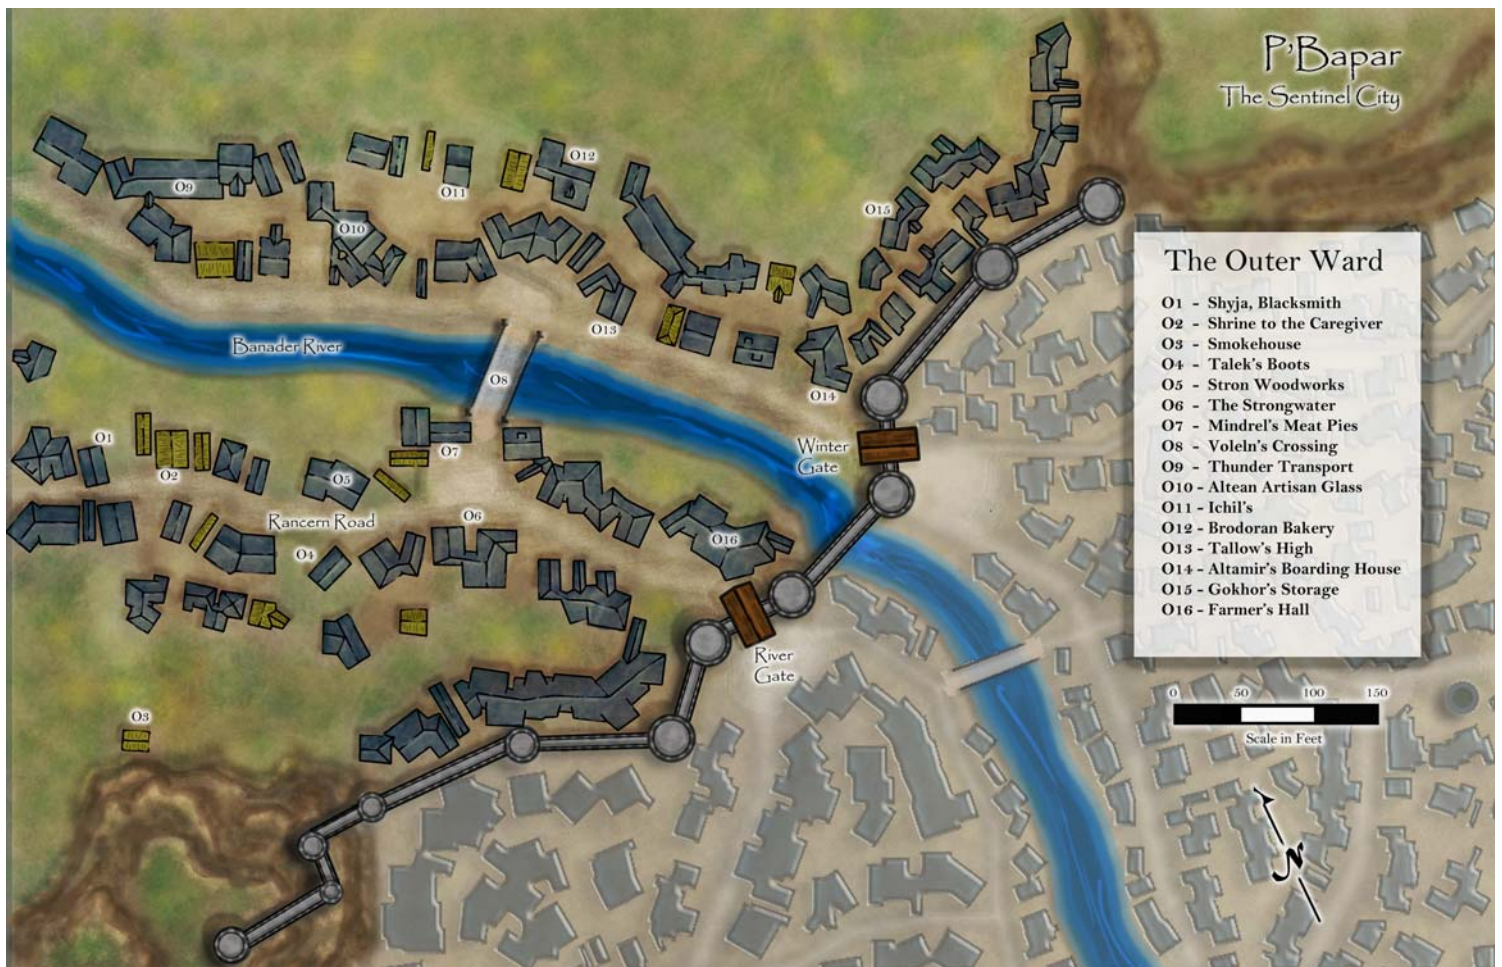 P'Bapar
The Sentinel City
The Outer Ward
O1 - Shyja, Blacksmith
O2 - Shrine to the Caregiver
O3 - Smokehouse
O4 - Talek's Boots
O5 - Stron Woodworks
O6 - The Strongwater
O7 - Mindrel's Meat Pies
O8 - Voleln's Crossing
O9 - Thunder Transport
O10 - Altean Artisan Glass
O11 - Ichil's
O12 - Brodoran Bakery
O13 - Tallow's High
O14 - Altamir's Boarding House
O15 - Gokhor's Storage
O16 - Farmer's Hall
0 50 100 150
Scale in Feet
N
O12
O9
O11
O15
O10
O13
Banader River
O8
O14
O1
O7
Winter
Gate
O2
O5
Rancern Road
O6
O4
O16
River
Gate
O3